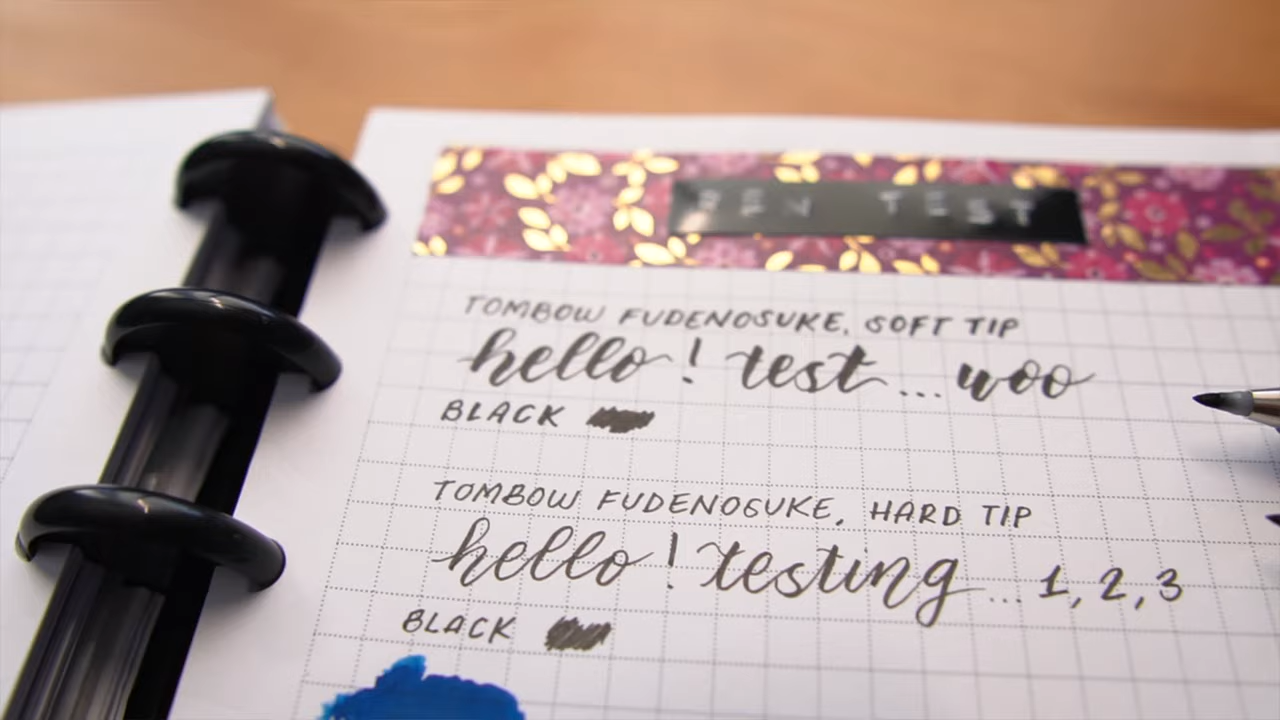 PEN TEST
TOMBOW FUDENOSUKE, SOFT TIP
hello! test...woo
BLACK
TOMBOW FUDENOSUKE, HARD TIP
hello! testing... 1,2,3
BLACK